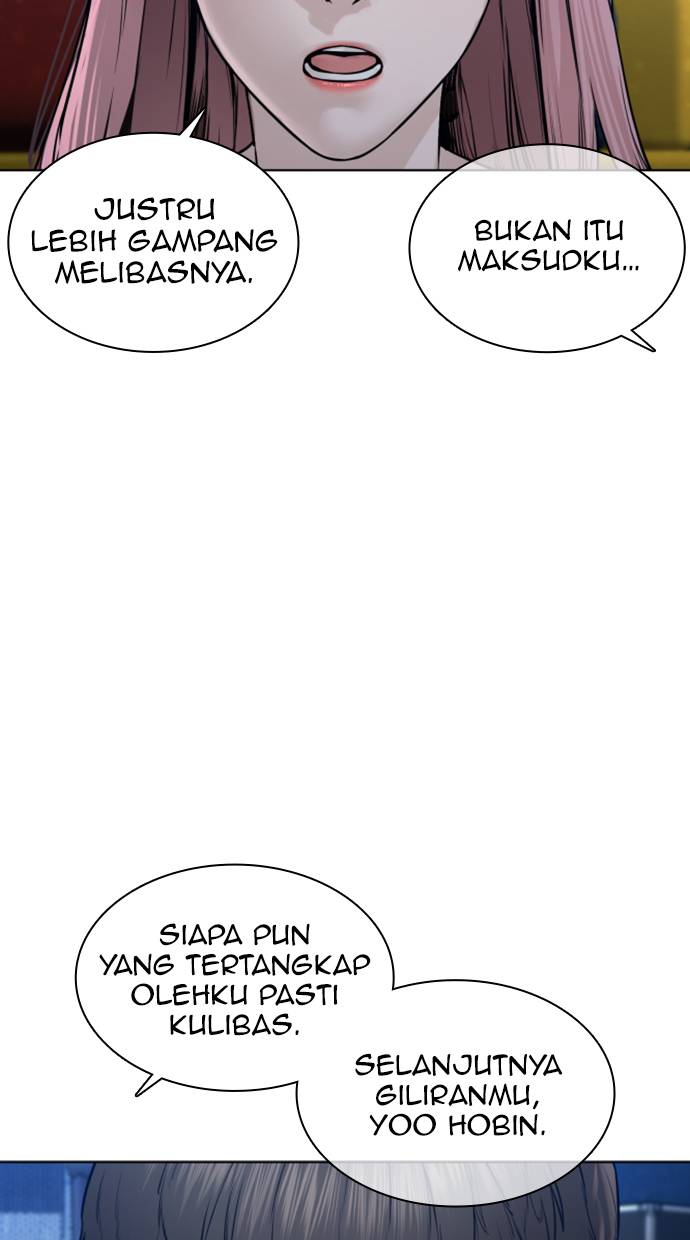 JUSTRU
LEBIH GAMPANG
MELIBASNYA.
BUKAN ITU
MAKSUDKU...
SIAPA PUN
YANG TERTANGKAP
OLEHKU PASTI
KULIBAS.
SELANJUTNYA
GILIRANMU,
YOO HOBIN.